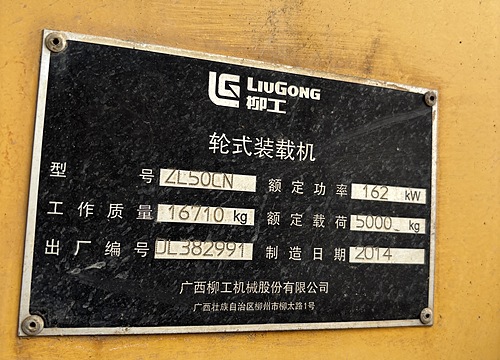 LIUGONG
柳工
轮式装载机
型号 ZL50CN 额定功率 162 kW
工作质量 16710 kg 额定载荷 5000 kg
出厂编号 DL382991 制造日期 2014
广西柳工机械股份有限公司
广西壮族自治区柳州市柳太路1号